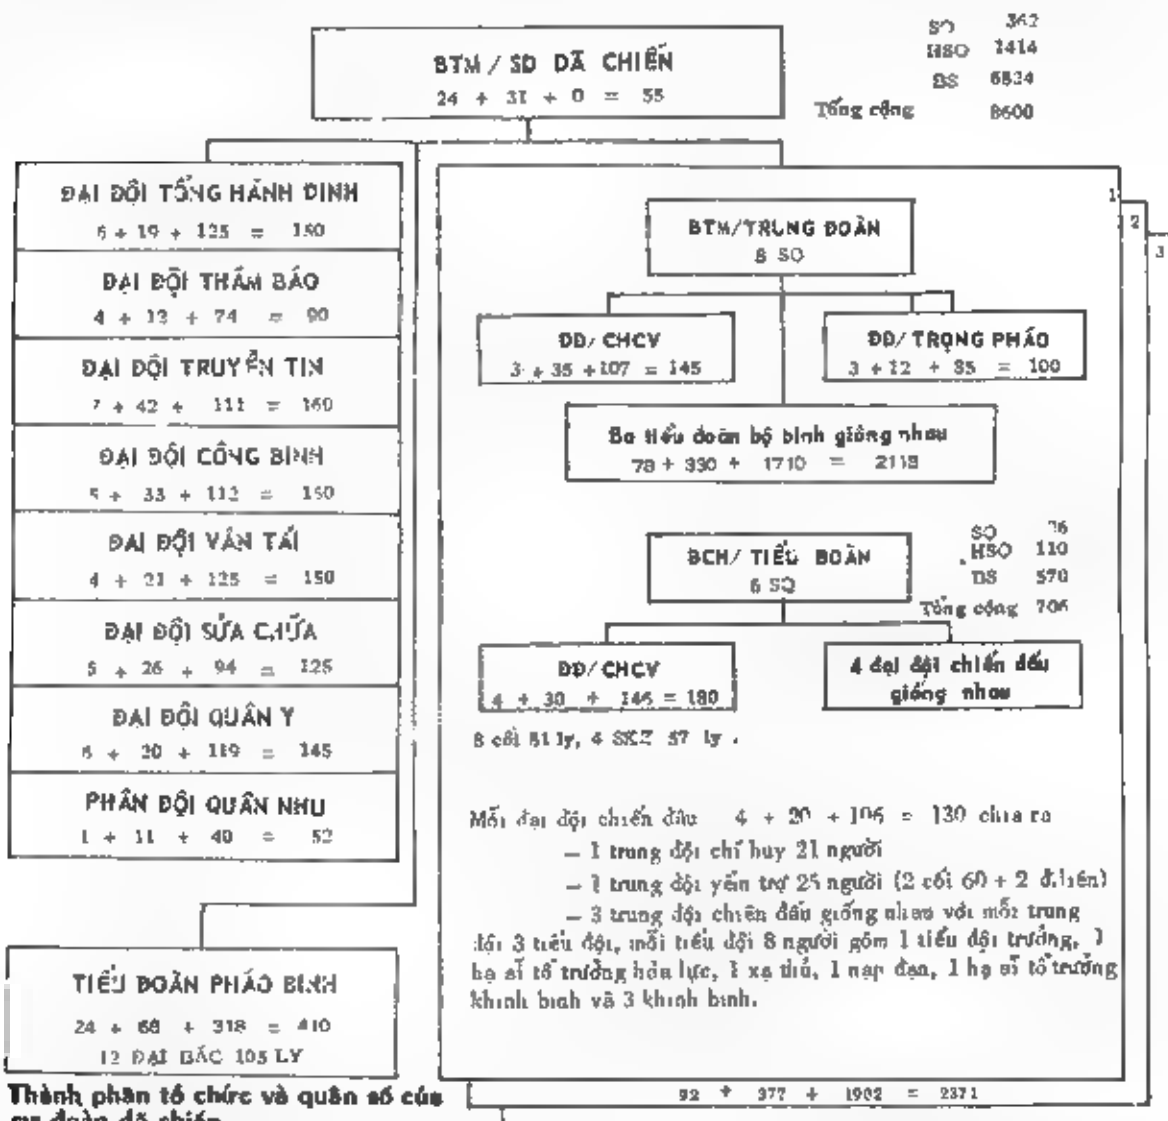 BTM / SD DÃ CHIẾN
24 + 31 + 0 = 55
SQ 362
HSQ 1414
BS 6824
Tổng cộng 8600
ĐẠI ĐỘI TỔNG HÀNH DINH
6 + 19 + 125 = 150
ĐẠI ĐỘI THÁM BÁO
4 + 12 + 74 = 90
ĐẠI ĐỘI TRUYỀN TIN
7 + 42 + 111 = 160
ĐẠI ĐỘI CÔNG BINH
5 + 33 + 112 = 150
ĐẠI ĐỘI VẬN TẢI
4 + 21 + 125 = 150
ĐẠI ĐỘI SỬA CHỮA
5 + 26 + 94 = 125
ĐẠI ĐỘI QUÂN Y
6 + 20 + 119 = 145
PHÂN ĐỘI QUÂN NHU
1 + 11 + 40 = 52
TIỂU ĐOÀN PHÁO BINH
24 + 68 + 318 = 410
12 ĐẠI BÁC 105 LY
1
2
3
BTM/TRUNG ĐOÀN
8 SQ
ĐĐ/ CHCV
3 + 35 + 107 = 145
ĐĐ/ TRỌNG PHÁO
3 + 12 + 85 = 100
Ba tiểu đoàn bộ binh giống nhau
78 + 330 + 1710 = 2118
BCH/ TIỂU ĐOÀN
6 SQ
SQ 26
HSQ 110
BS 570
Tổng cộng 706
ĐĐ/ CHCV
4 + 30 + 146 = 180
4 đại đội chiến đấu
giống nhau
8 cối 81 ly, 4 SKZ 57 ly .
Mỗi đại đội chiến đấu 4 + 20 + 106 = 130 chia ra
– 1 trung đội chỉ huy 21 người
– 1 trung đội yểm trợ 25 người (2 cối 60 + 2 đ.liên)
– 3 trung đội chiến đấu giống nhau với mỗi trung
đội 3 tiểu đội, mỗi tiểu đội 8 người gồm 1 tiểu đội trưởng, 1
hạ sĩ tổ trưởng hỏa lực, 1 xạ thủ, 1 nạp đạn, 1 hạ sĩ tổ trưởng
khinh binh và 3 khinh binh.
92 + 377 + 1902 = 2371
Thành phần tổ chức và quân số của
sư đoàn dã chiến